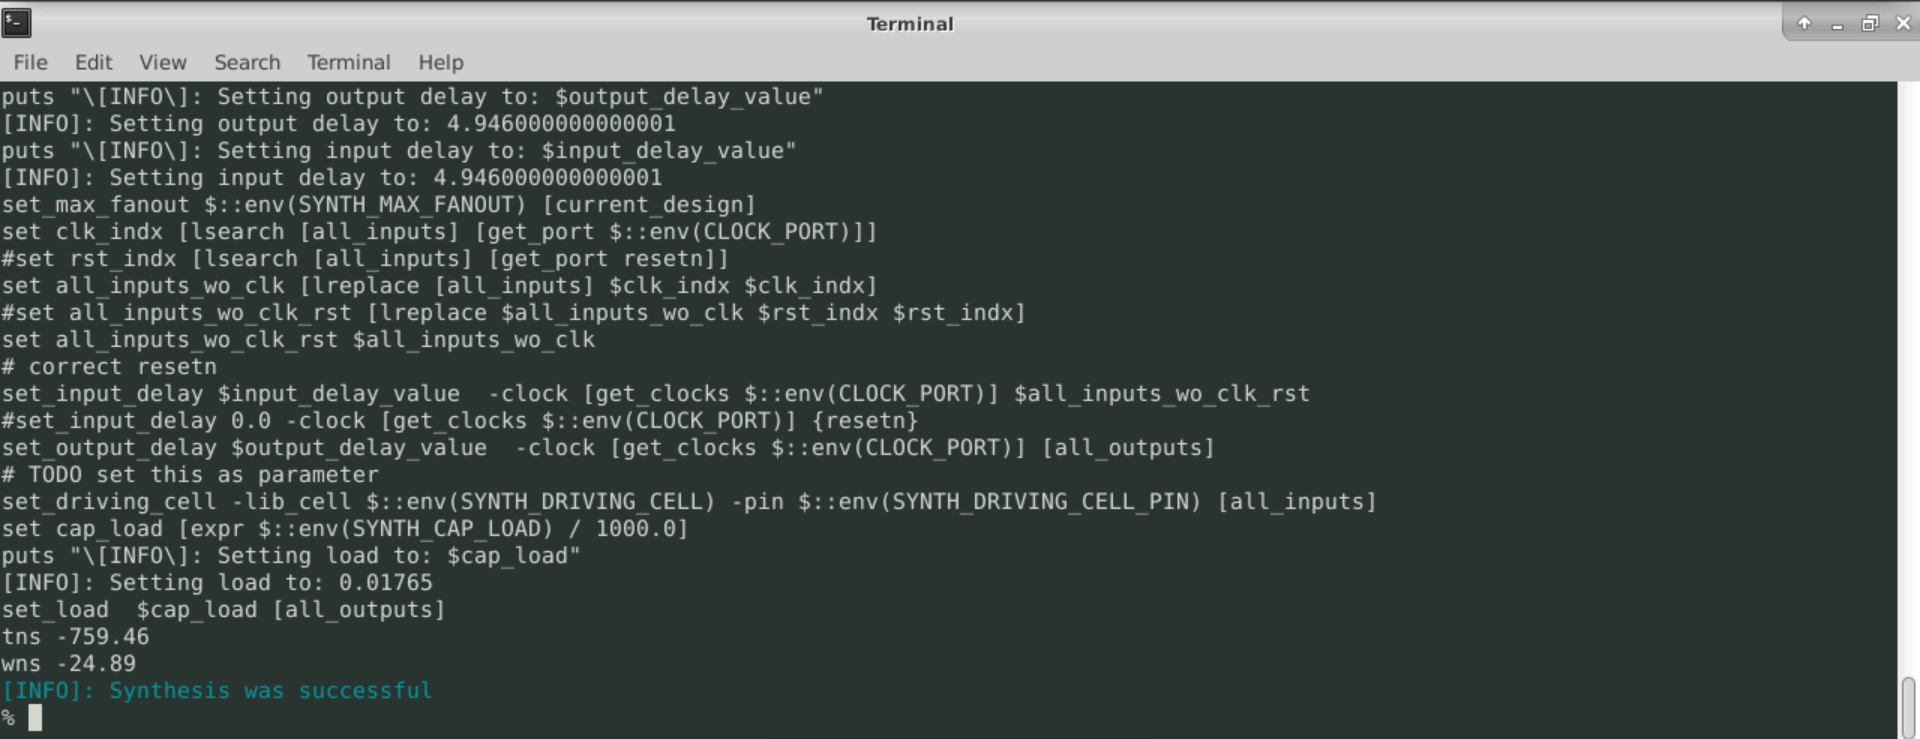 Terminal
File Edit View Search Terminal Help
puts "\[INFO\]: Setting output delay to: $output_delay_value"
[INFO]: Setting output delay to: 4.946000000000001
puts "\[INFO\]: Setting input delay to: $input_delay_value"
[INFO]: Setting input delay to: 4.946000000000001
set_max_fanout $::env(SYNTH_MAX_FANOUT) [current_design]
set clk_indx [lsearch [all_inputs] [get_port $::env(CLOCK_PORT)]]
#set rst_indx [lsearch [all_inputs] [get_port resetn]]
set all_inputs_wo_clk [lreplace [all_inputs] $clk_indx $clk_indx]
#set all_inputs_wo_clk_rst [lreplace $all_inputs_wo_clk $rst_indx $rst_indx]
set all_inputs_wo_clk_rst $all_inputs_wo_clk
# correct resetn
set_input_delay $input_delay_value  -clock [get_clocks $::env(CLOCK_PORT)] $all_inputs_wo_clk_rst
#set_input_delay 0.0 -clock [get_clocks $::env(CLOCK_PORT)] {resetn}
set_output_delay $output_delay_value  -clock [get_clocks $::env(CLOCK_PORT)] [all_outputs]
# TODO set this as parameter
set_driving_cell -lib_cell $::env(SYNTH_DRIVING_CELL) -pin $::env(SYNTH_DRIVING_CELL_PIN) [all_inputs]
set cap_load [expr $::env(SYNTH_CAP_LOAD) / 1000.0]
puts "\[INFO\]: Setting load to: $cap_load"
[INFO]: Setting load to: 0.01765
set_load  $cap_load [all_outputs]
tns -759.46
wns -24.89
[INFO]: Synthesis was successful
%